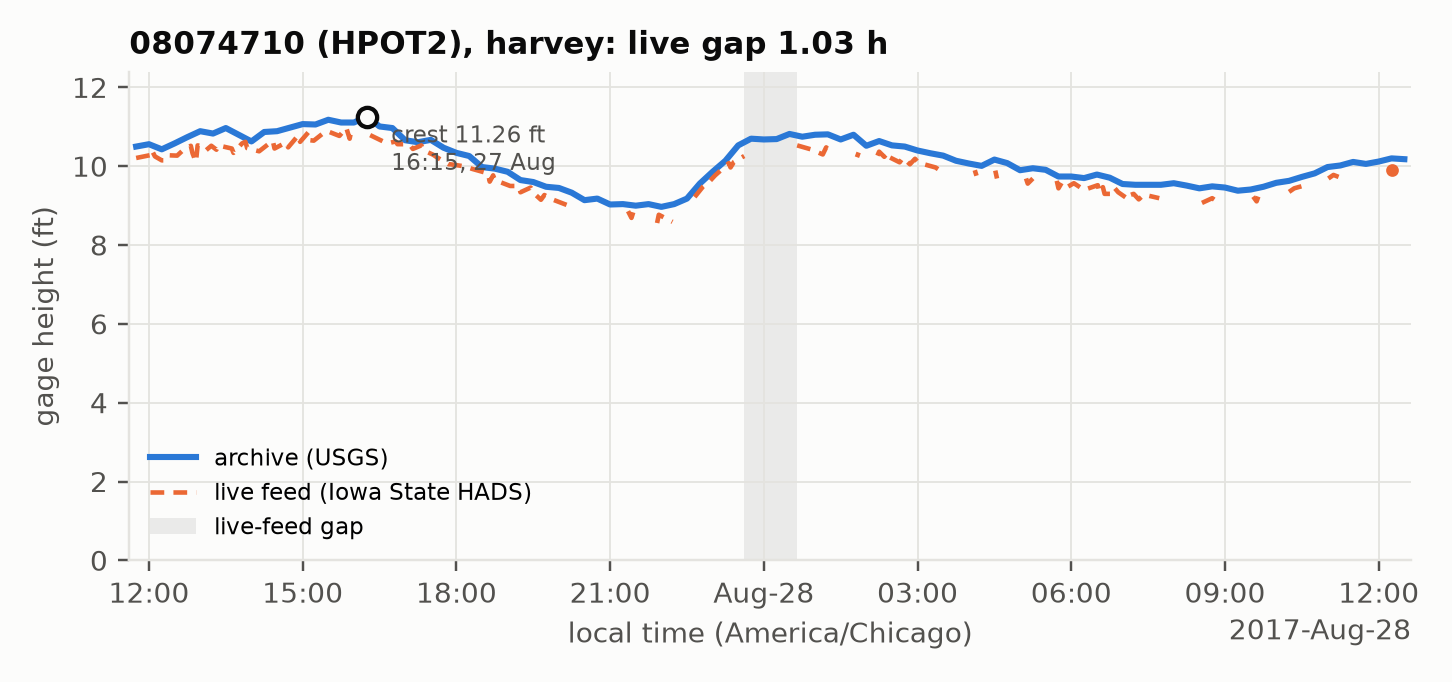 08074710 (HPOT2), harvey: live gap 1.03 h
12
10
8
6
4
2
0
gage height (ft)
crest 11.26 ft
16:15, 27 Aug
archive (USGS)
live feed (Iowa State HADS)
live-feed gap
12:00 15:00 18:00 21:00 Aug-28 03:00 06:00 09:00 12:00
local time (America/Chicago)
2017-Aug-28